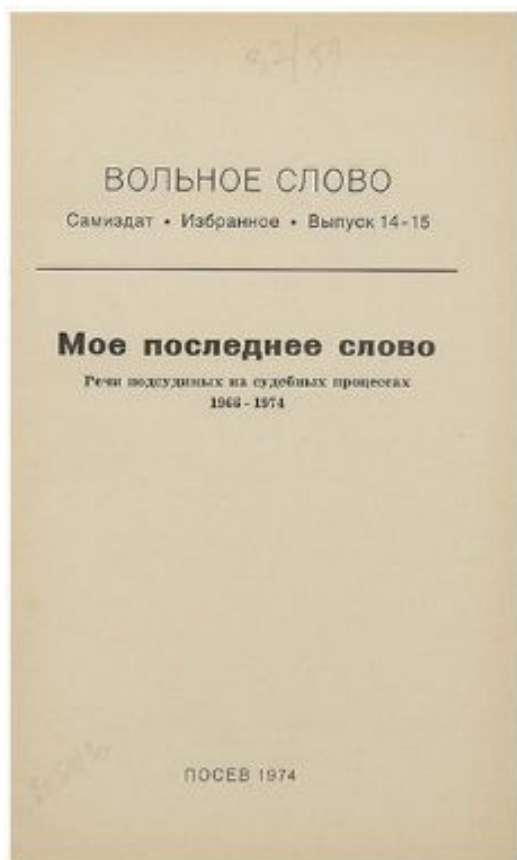 ВОЛЬНОЕ СЛОВО
Самиздат • Избранное • Выпуск 14-15
Мое последнее слово
Речи подсудимых на судебных процессах
1966 - 1974
ПОСЕВ 1974